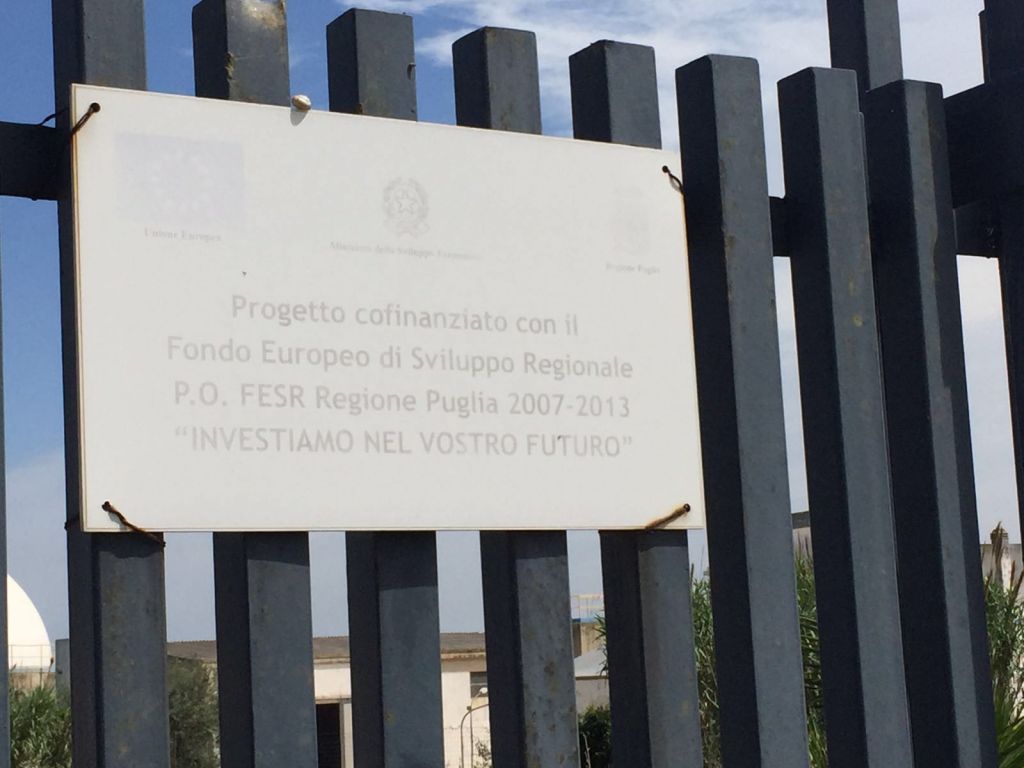 Unione Europea
Ministero dello Sviluppo Economico
Regione Puglia
Progetto cofinanziato con il
Fondo Europeo di Sviluppo Regionale
P.O. FESR Regione Puglia 2007-2013
“INVESTIAMO NEL VOSTRO FUTURO”